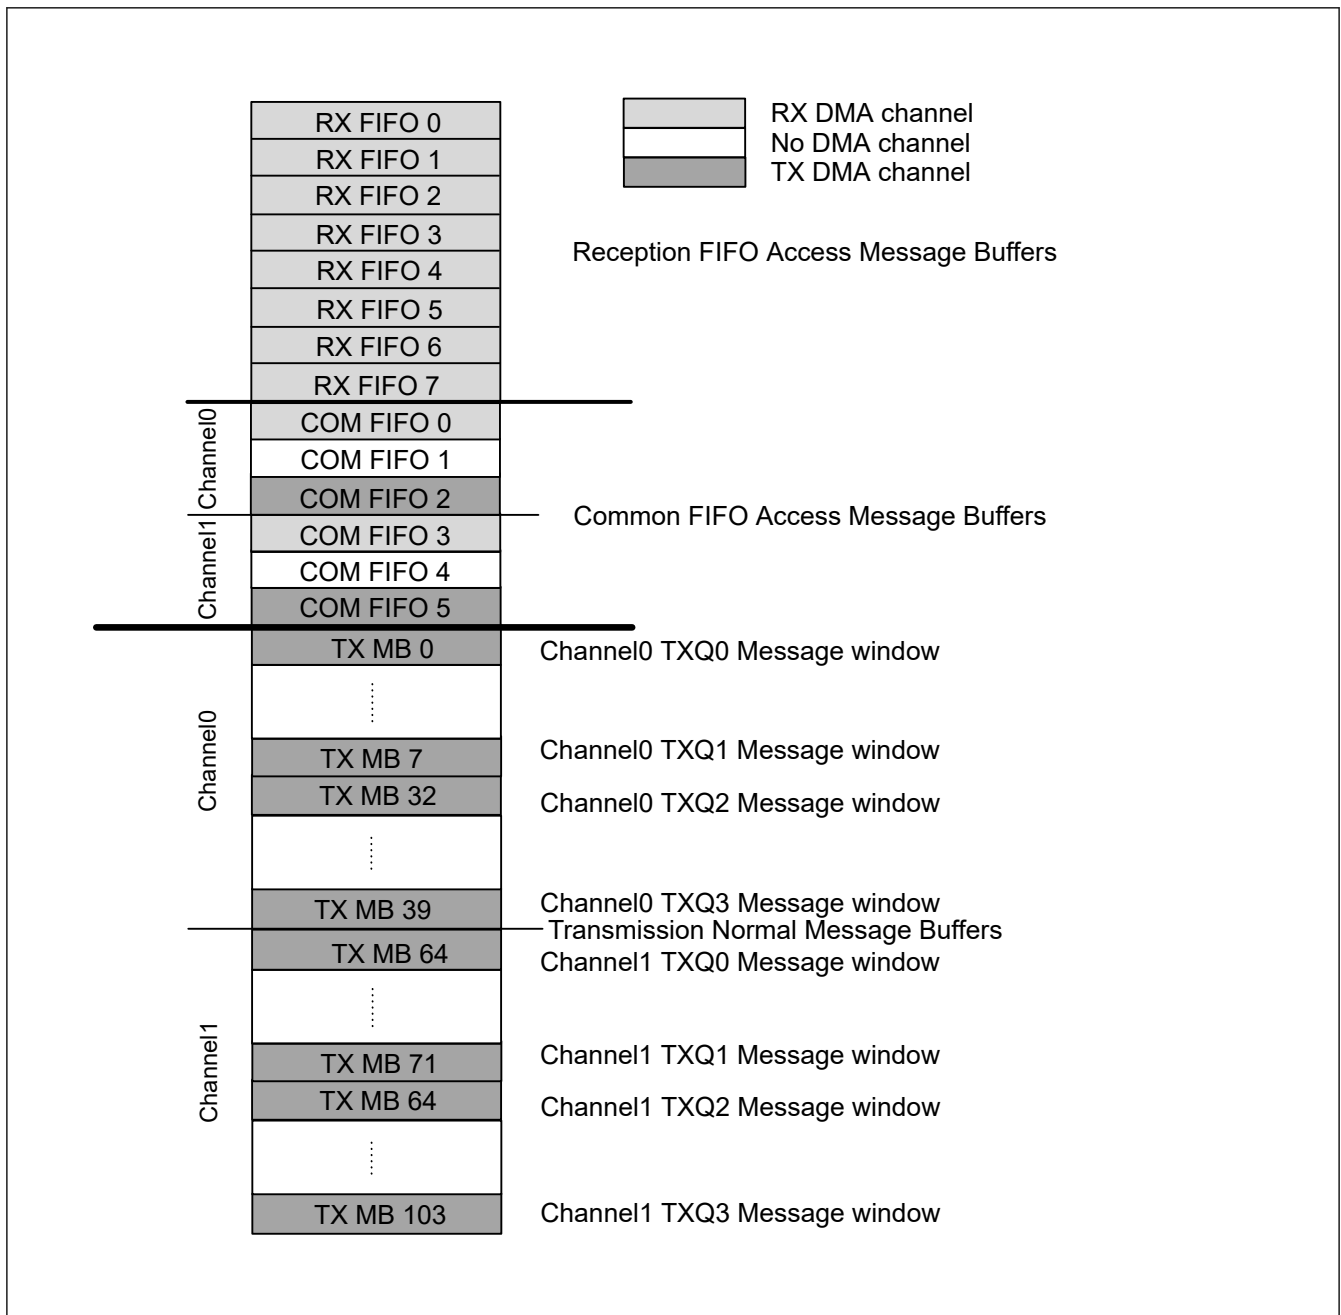 RX FIFO 0
RX FIFO 1
RX FIFO 2
RX FIFO 3
RX FIFO 4
RX FIFO 5
RX FIFO 6
RX FIFO 7
RX DMA channel
No DMA channel
TX DMA channel
Reception FIFO Access Message Buffers
Channel0
COM FIFO 0
COM FIFO 1
COM FIFO 2
Common FIFO Access Message Buffers
Channel1
COM FIFO 3
COM FIFO 4
COM FIFO 5
Channel0
TX MB 0 Channel0 TXQ0 Message window
TX MB 7 Channel0 TXQ1 Message window
TX MB 32 Channel0 TXQ2 Message window
TX MB 39 Channel0 TXQ3 Message window
Transmission Normal Message Buffers
Channel1
TX MB 64 Channel1 TXQ0 Message window
TX MB 71 Channel1 TXQ1 Message window
TX MB 64 Channel1 TXQ2 Message window
TX MB 103 Channel1 TXQ3 Message window